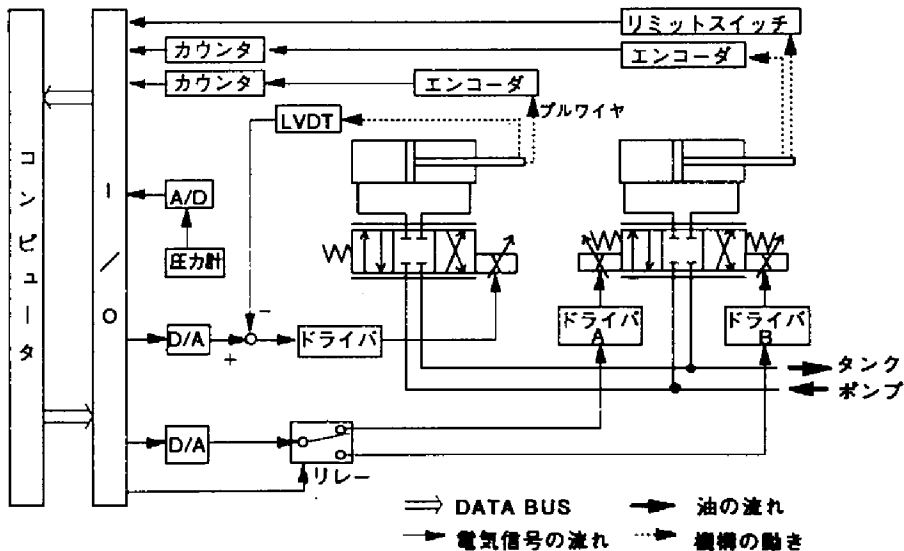 リミットスイッチ
カウンタ
エンコーダ
カウンタ
エンコーダ
プルワイヤ
LVDT
コンピュータ
I/O
A/D
圧力計
D/A
+
-
ドライバ
ドライバ
A
ドライバ
B
タンク
ポンプ
D/A
リレー
DATA BUS
油の流れ
電気信号の流れ
機構の動き